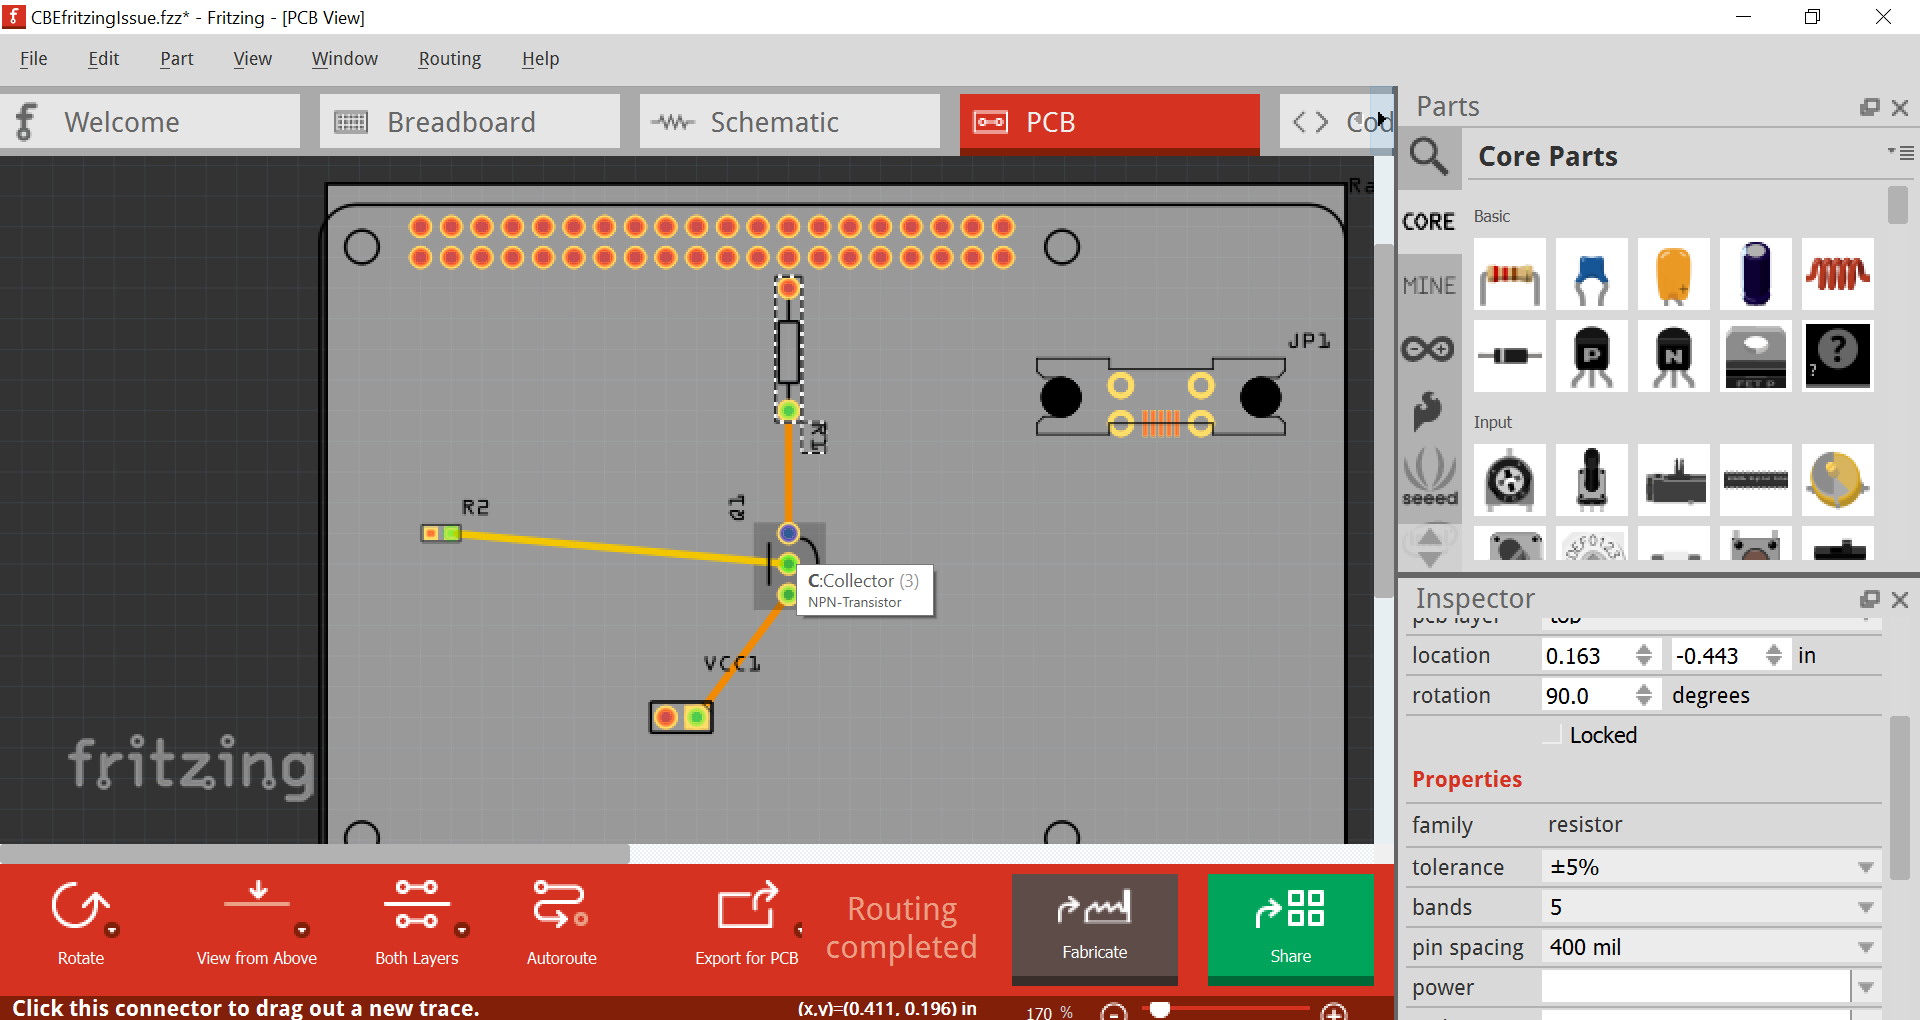 CBEfritzingIssue.fzz* - Fritzing - [PCB View]
File Edit Part View Window Routing Help
Welcome Breadboard Schematic PCB Cod
Parts
Core Parts
CORE
MINE
seeed
Basic
P N FET P ? ?
Input
DEF0123
Ra
JP1
R1
R2
Q1
C:Collector (3)
NPN-Transistor
VCC1
fritzing
Inspector
pcb layer top
location 0.163 -0.443 in
rotation 90.0 degrees
Locked
Properties
family resistor
tolerance ±5%
bands 5
pin spacing 400 mil
power
Rotate View from Above Both Layers Autoroute Export for PCB
Routing
completed
Fabricate Share
Click this connector to drag out a new trace. (x,y)=(0.411, 0.196) in 170 %